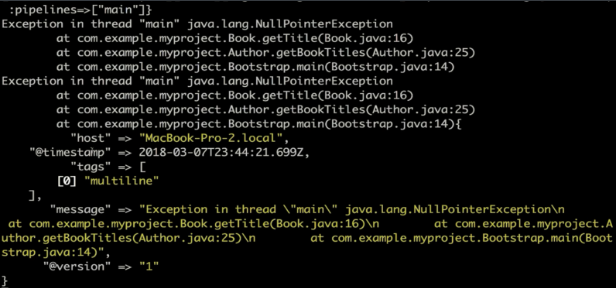 :pipelines=>["main"]}
Exception in thread "main" java.lang.NullPointerException
        at com.example.myproject.Book.getTitle(Book.java:16)
        at com.example.myproject.Author.getBookTitles(Author.java:25)
        at com.example.myproject.Bootstrap.main(Bootstrap.java:14)
Exception in thread "main" java.lang.NullPointerException
        at com.example.myproject.Book.getTitle(Book.java:16)
        at com.example.myproject.Author.getBookTitles(Author.java:25)
        at com.example.myproject.Bootstrap.main(Bootstrap.java:14){
          "host" => "MacBook-Pro-2.local",
    "@timestamp" => 2018-03-07T23:44:21.699Z,
          "tags" => [
        [0] "multiline"
    ],
       "message" => "Exception in thread \"main\" java.lang.NullPointerException\n
 at com.example.myproject.Book.getTitle(Book.java:16)\n        at com.example.myproject.A
uthor.getBookTitles(Author.java:25)\n        at com.example.myproject.Bootstrap.main(Boot
strap.java:14)",
      "@version" => "1"
}